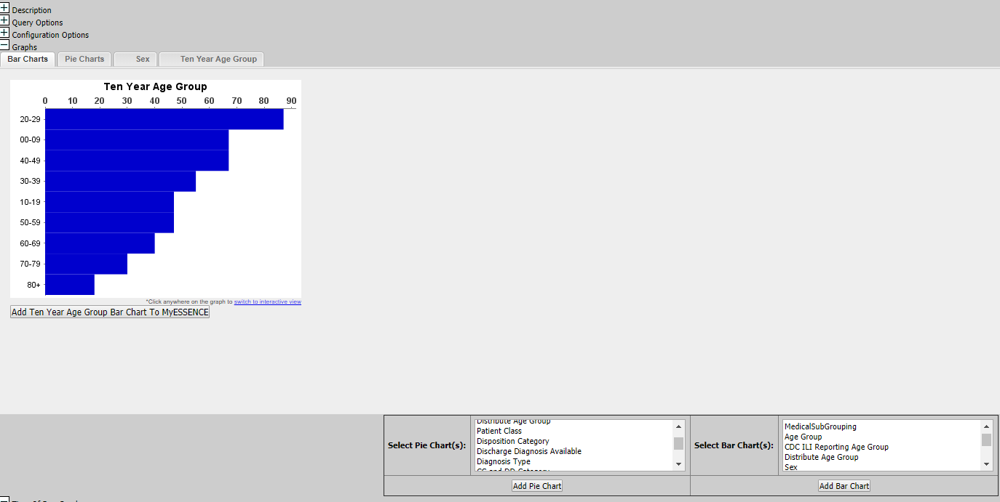 Description
Query Options
Configuration Options
Graphs
Bar Charts Pie Charts Sex Ten Year Age Group
Ten Year Age Group
0 10 20 30 40 50 60 70 80 90
20-29
00-09
40-49
30-39
10-19
50-59
60-69
70-79
80+
*Click anywhere on the graph to switch to interactive view
Add Ten Year Age Group Bar Chart To MyESSENCE
Select Pie Chart(s):
Distribute Age Group
Patient Class
Disposition Category
Discharge Diagnosis Available
Diagnosis Type
CC and DD Category
Add Pie Chart
Select Bar Chart(s):
MedicalSubGrouping
Age Group
CDC ILI Reporting Age Group
Distribute Age Group
Sex
Add Bar Chart